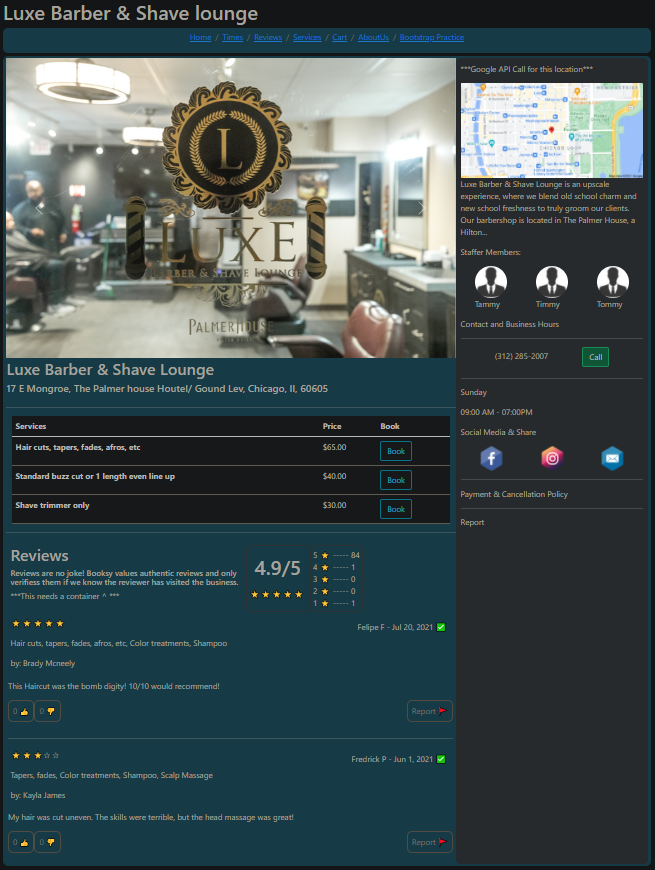 Luxe Barber & Shave lounge
Home / Times / Reviews / Services / Cart / AboutUs / Bootstrap Practice
L
LUXE
BARBER & SHAVE LOUNGE
PALMER HOUSE
Luxe Barber & Shave Lounge
17 E Mongroe, The Palmer house Houtel/ Gound Lev, Chicago, Il, 60605
Services Price Book
Hair cuts, tapers, fades, afros, etc $65.00 Book
Standard buzz cut or 1 length even line up $40.00 Book
Shave trimmer only $30.00 Book
Reviews
Reviews are no joke! Booksy values authentic reviews and only
verifiess them if we know the reviewer has visited the business.
***This needs a container ^ ***
4.9/5
5 ★ ----- 84
4 ★ ----- 1
3 ★ ----- 0
2 ★ ----- 0
1 ★ ----- 1
Felipe F - Jul 20, 2021
Hair cuts, tapers, fades, afros, etc, Color treatments, Shampoo
by: Brady Mcneely
This Haircut was the bomb digity! 10/10 would recommend!
0 👍 0 👎 Report
Fredrick P - Jun 1, 2021
Tapers, fades, Color treatments, Shampoo, Scalp Massage
by: Kayla James
My hair was cut uneven. The skills were terrible, but the head massage was great!
0 👍 0 👎 Report
***Google API Call for this location***
CHICAGO LOOP
Luxe Barber & Shave Lounge is an upscale
experience, where we blend old school charm and
new school freshness to truly groom our clients.
Our barbershop is located in The Palmer House, a
Hilton...
Staffer Members:
Tammy Timmy Tommy
Contact and Business Hours
(312) 285-2007 Call
Sunday
09:00 AM - 07:00PM
Social Media & Share
Payment & Cancellation Policy
Report